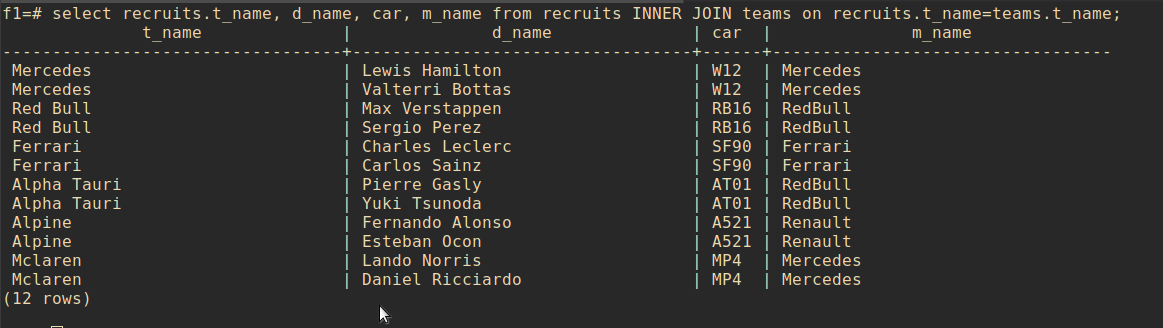 f1=# select recruits.t_name, d_name, car, m_name from recruits INNER JOIN teams on recruits.t_name=teams.t_name;
              t_name              |              d_name              | car  |              m_name
----------------------------------+----------------------------------+------+----------------------------------
 Mercedes                         | Lewis Hamilton                   | W12  | Mercedes
 Mercedes                         | Valterri Bottas                  | W12  | Mercedes
 Red Bull                         | Max Verstappen                   | RB16 | RedBull
 Red Bull                         | Sergio Perez                     | RB16 | RedBull
 Ferrari                          | Charles Leclerc                  | SF90 | Ferrari
 Ferrari                          | Carlos Sainz                     | SF90 | Ferrari
 Alpha Tauri                      | Pierre Gasly                     | AT01 | RedBull
 Alpha Tauri                      | Yuki Tsunoda                     | AT01 | RedBull
 Alpine                           | Fernando Alonso                  | A521 | Renault
 Alpine                           | Esteban Ocon                     | A521 | Renault
 Mclaren                          | Lando Norris                     | MP4  | Mercedes
 Mclaren                          | Daniel Ricciardo                 | MP4  | Mercedes
(12 rows)